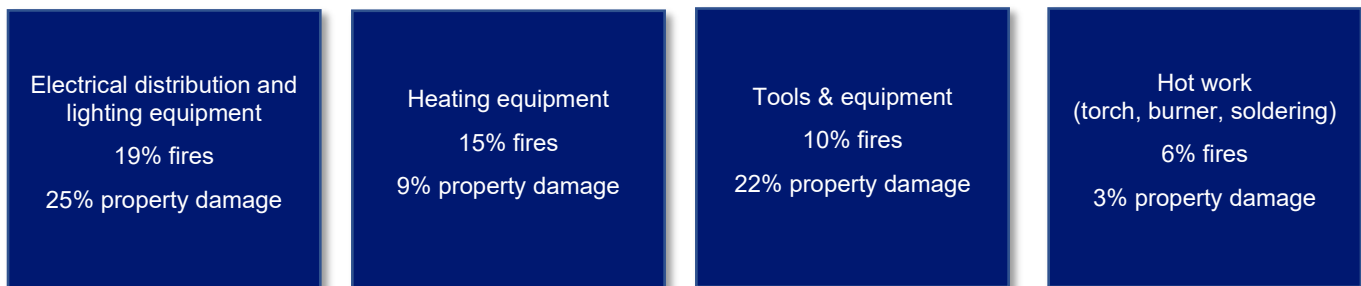 Electrical distribution and
lighting equipment
19% fires
25% property damage
Heating equipment
15% fires
9% property damage
Tools & equipment
10% fires
22% property damage
Hot work
(torch, burner, soldering)
6% fires
3% property damage